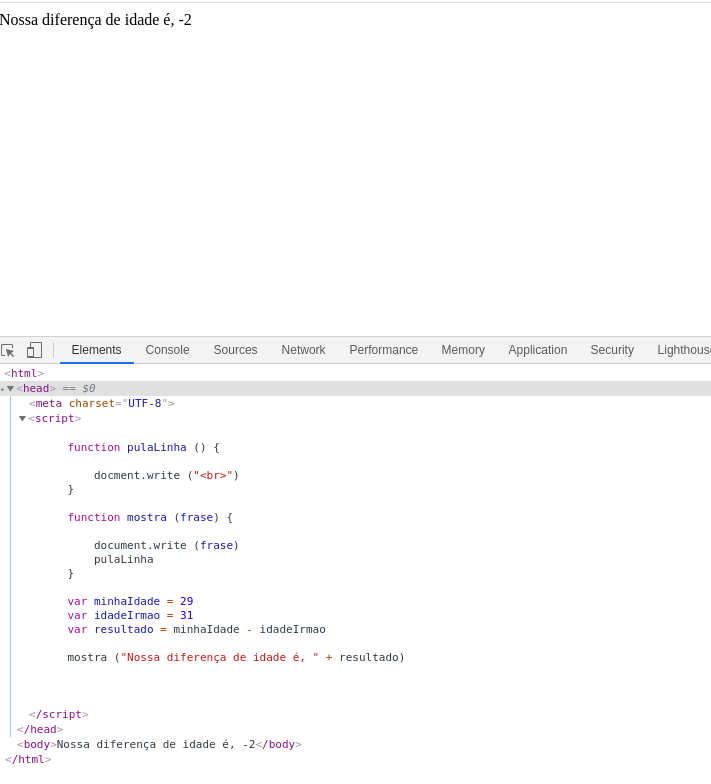 Nossa diferença de idade é, -2
Elements Console Sources Network Performance Memory Application Security Lighthous
<html>
<head> == $0
<meta charset="UTF-8">
<script>
function pulaLinha () {
docment.write ("<br>")
}
function mostra (frase) {
document.write (frase)
pulaLinha
}
var minhaIdade = 29
var idadeIrmao = 31
var resultado = minhaIdade - idadeIrmao
mostra ("Nossa diferença de idade é, " + resultado)
</script>
</head>
<body>Nossa diferença de idade é, -2</body>
</html>